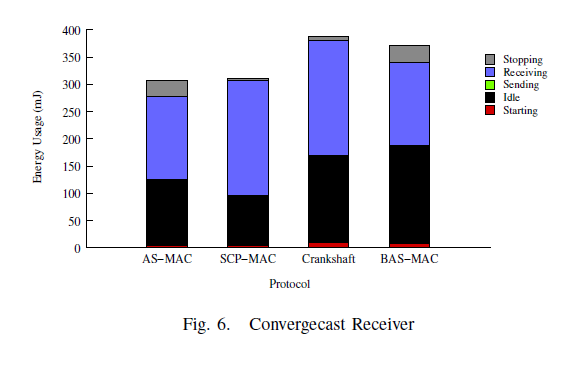 400
350
300
250
200
150
100
50
0
Energy Usage (mJ)
Stopping
Receiving
Sending
Idle
Starting
AS−MAC SCP−MAC Crankshaft BAS−MAC
Protocol
Fig. 6. Convergecast Receiver